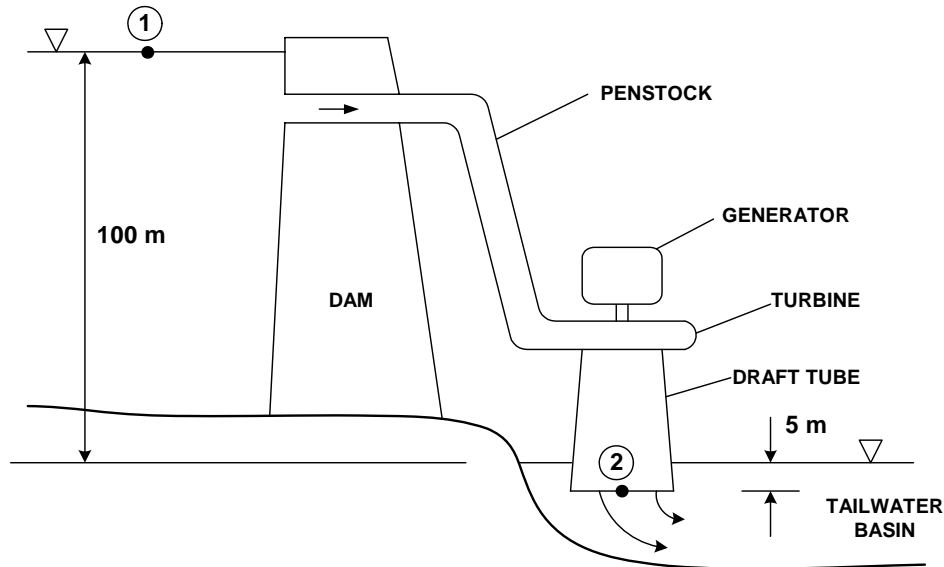 1
PENSTOCK
GENERATOR
100 m
DAM
TURBINE
DRAFT TUBE
5 m
2
TAILWATER
BASIN